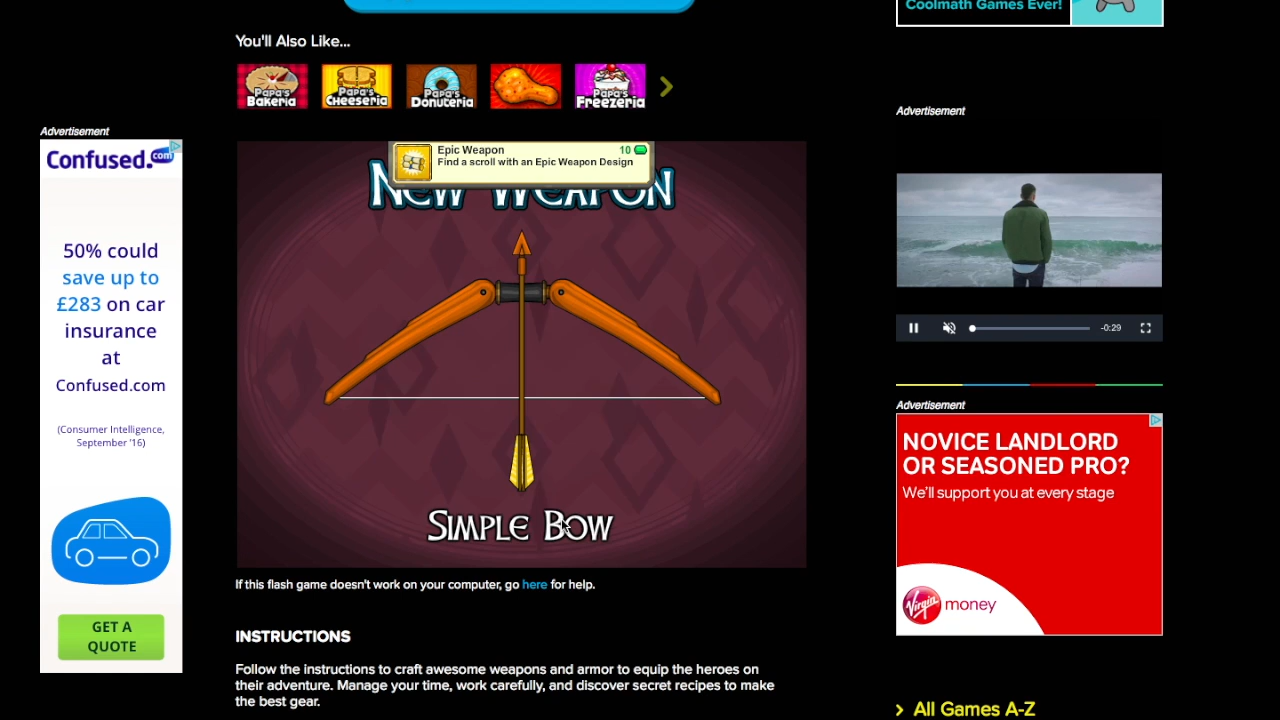 Coolmath Games Ever!
You'll Also Like...
Papa's
Bakeria
Papa's
Cheeseria
Papa's
Donuteria
Papa's
Freezeria
Advertisement
Advertisement
Confused.com
50% could
save up to
£283 on car
insurance
at
Confused.com
(Consumer Intelligence,
September '16)
GET A
QUOTE
Epic Weapon 10
Find a scroll with an Epic Weapon Design
New Weapon
Simple Bow
-0:29
Advertisement
NOVICE LANDLORD
OR SEASONED PRO?
We'll support you at every stage
Virgin money
If this flash game doesn't work on your computer, go here for help.
INSTRUCTIONS
Follow the instructions to craft awesome weapons and armor to equip the heroes on
their adventure. Manage your time, work carefully, and discover secret recipes to make
the best gear.
All Games A-Z